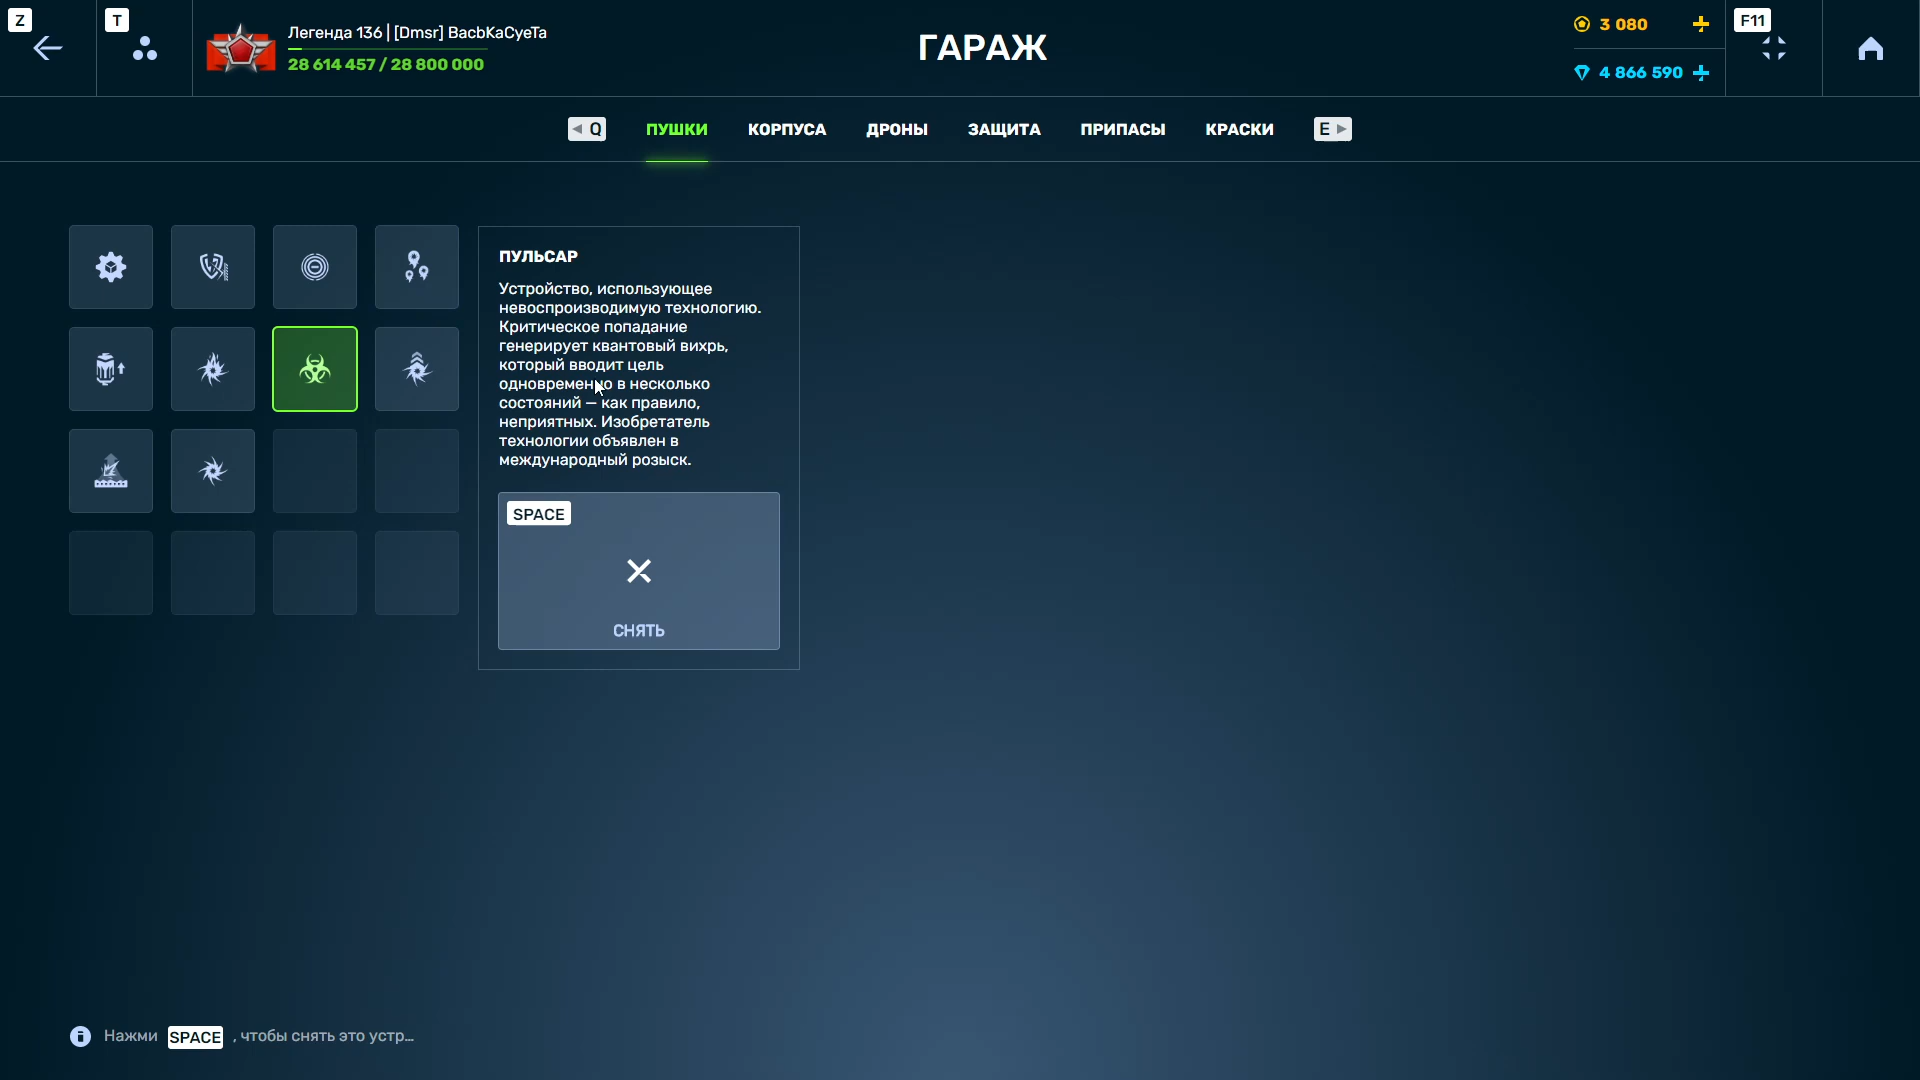 Z
T
Легенда 136 | [Dmsr] BacbKaCyeTa
28 614 457 / 28 800 000
ГАРАЖ
3 080
4 866 590
F11
Q
ПУШКИ
КОРПУСА
ДРОНЫ
ЗАЩИТА
ПРИПАСЫ
КРАСКИ
E
ПУЛЬСАР
Устройство, использующее
невоспроизводимую технологию.
Критическое попадание
генерирует квантовый вихрь,
который вводит цель
одновременно в несколько
состояний — как правило,
неприятных. Изобретатель
технологии объявлен в
международный розыск.
SPACE
СНЯТЬ
Нажми SPACE , чтобы снять это устр...